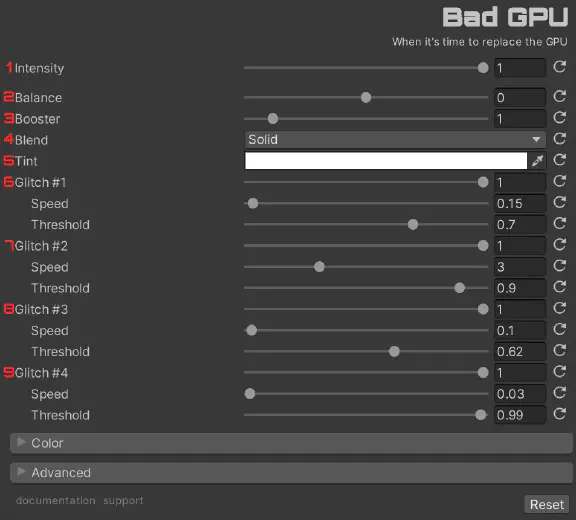 Bad GPU
When it's time to replace the GPU
1 Intensity 1
2 Balance 0
3 Booster 1
4 Blend Solid
5 Tint
6 Glitch #1 1
Speed 0.15
Threshold 0.7
7 Glitch #2 1
Speed 3
Threshold 0.9
8 Glitch #3 1
Speed 0.1
Threshold 0.62
9 Glitch #4 1
Speed 0.03
Threshold 0.99
Color
Advanced
documentation support
Reset